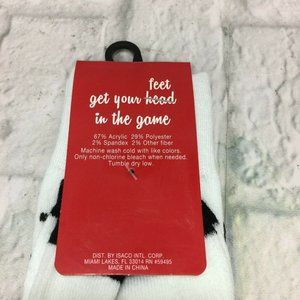 feet
get your head
in the game
67% Acrylic 29% Polyester
2% Spandex 2% Other fiber
Machine wash cold with like colors.
Only non-chlorine bleach when needed.
Tumble dry low.
DIST. BY ISACO INTL. CORP.
MIAMI LAKES, FL 33014 RN #59495
MADE IN CHINA